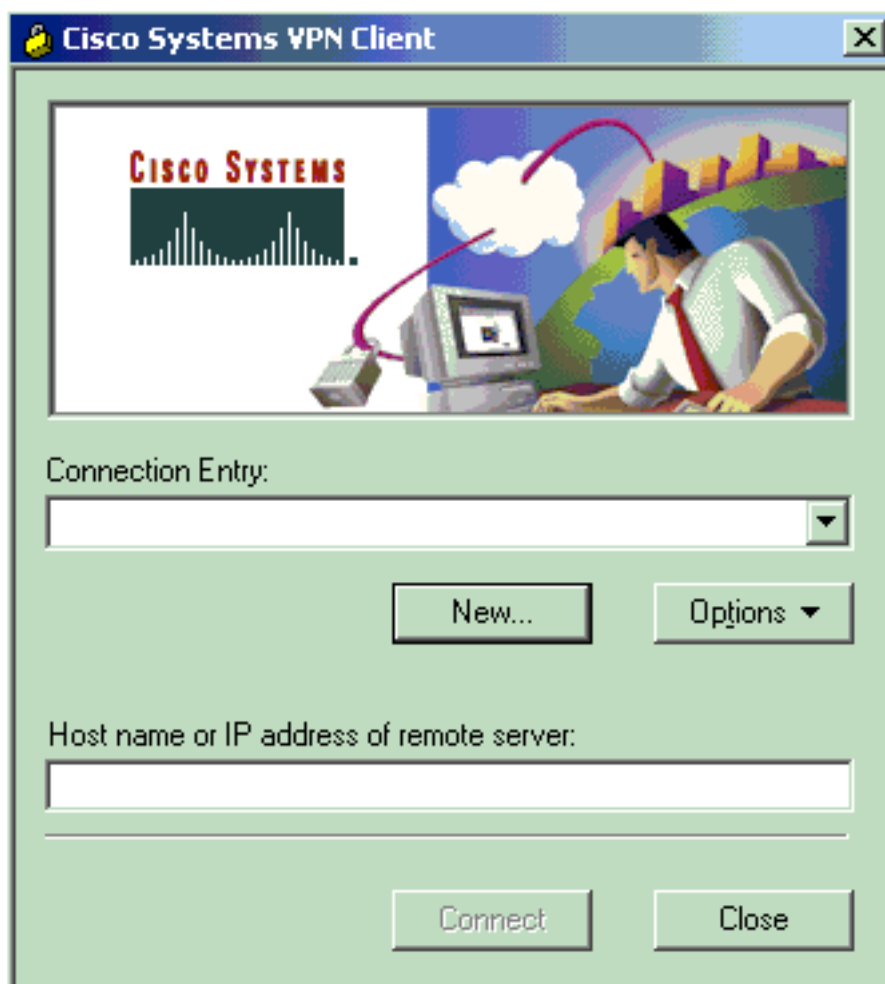 Cisco Systems VPN Client
CISCO SYSTEMS
Connection Entry:
New...
Options
Host name or IP address of remote server:
Connect
Close